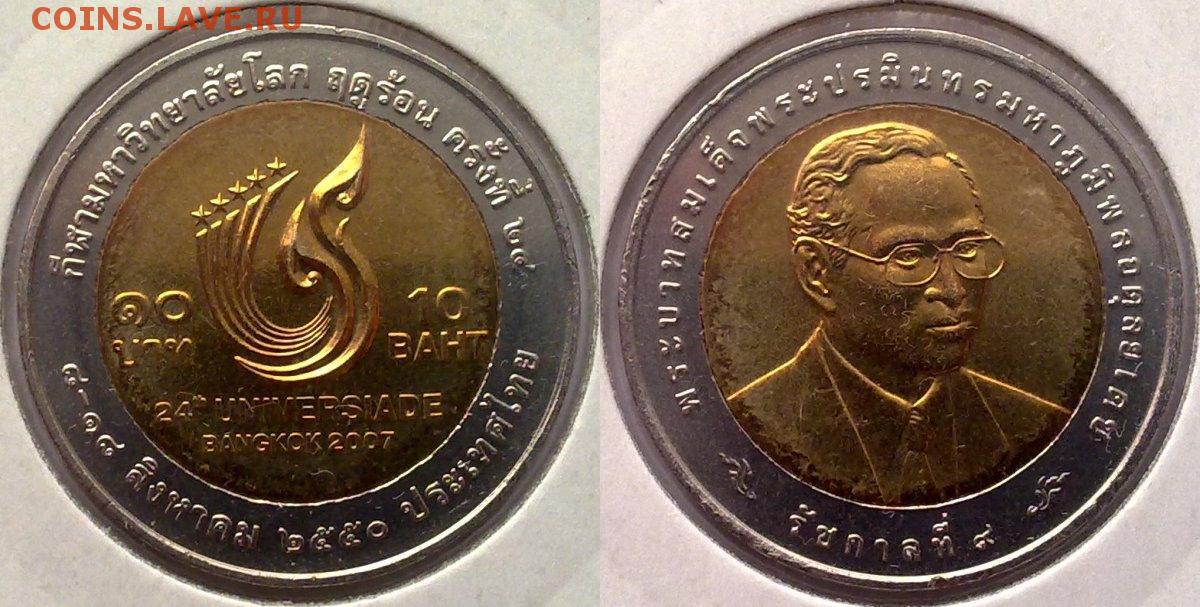 COINS.LAVE.RU
กีฬามหาวิทยาลัยโลก ฤดูร้อน ครั้งที่ ๒๔
๑๐
บาท
10
BAHT
24th UNIVERSIADE
BANGKOK 2007
๘-๑๘ สิงหาคม ๒๕๕๐ ประเทศไทย
พระบาทสมเด็จพระปรมินทรมหาภูมิพลอดุลยเดช
รัชกาลที่ ๙